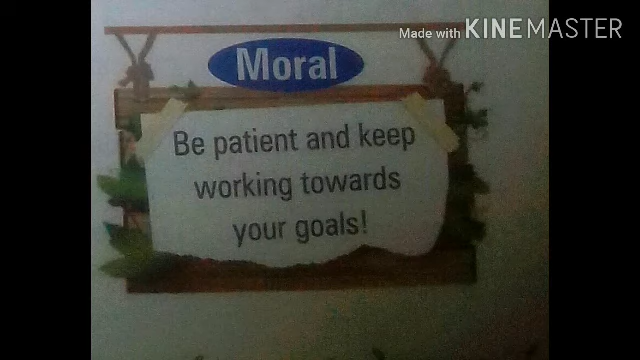 Made with KINEMASTER
Moral
Be patient and keep
working towards
your goals!